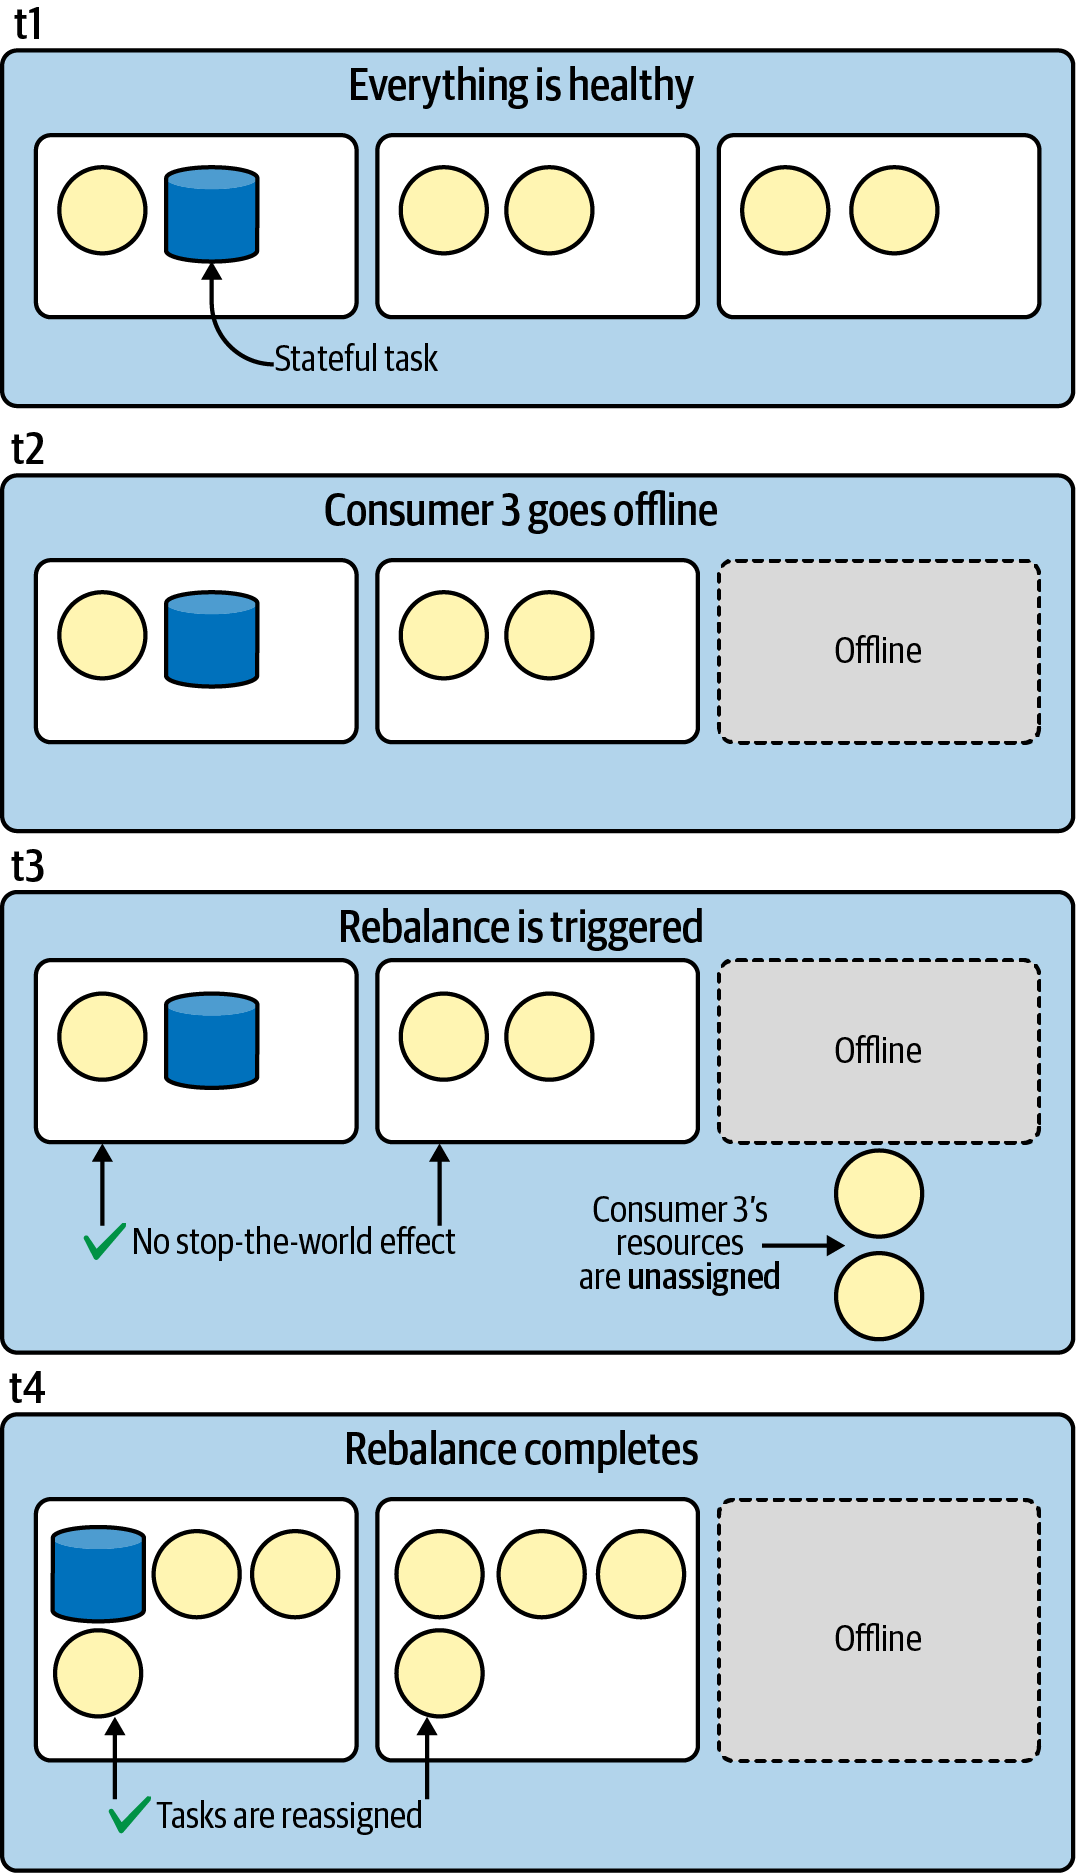 t1
Everything is healthy
Stateful task
t2
Consumer 3 goes offline
Offline
t3
Rebalance is triggered
Offline
No stop-the-world effect
Consumer 3's
resources
are unassigned
t4
Rebalance completes
Offline
Tasks are reassigned